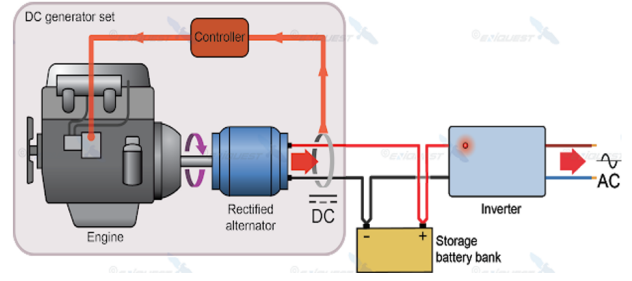 DC generator set
Controller
Engine
Rectified
alternator
DC
-
+
Storage
battery bank
Inverter
AC